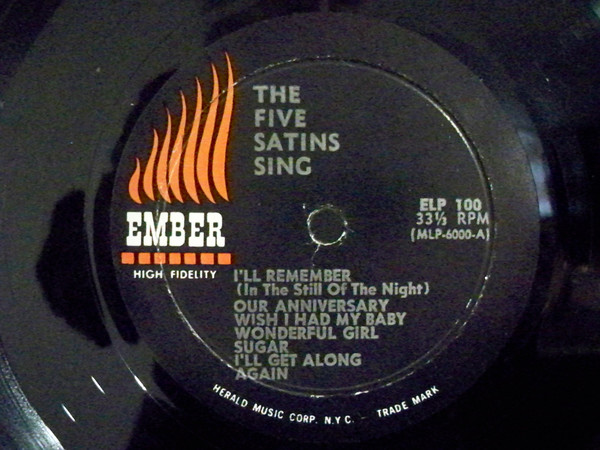 THE
FIVE
SATINS
SING
ELP 100
33⅓ RPM
(MLP-6000-A)
EMBER
HIGH FIDELITY
I'LL REMEMBER
(In The Still Of The Night)
OUR ANNIVERSARY
WISH I HAD MY BABY
WONDERFUL GIRL
SUGAR
I'LL GET ALONG
AGAIN
HERALD MUSIC CORP. N.Y.C. - TRADE MARK